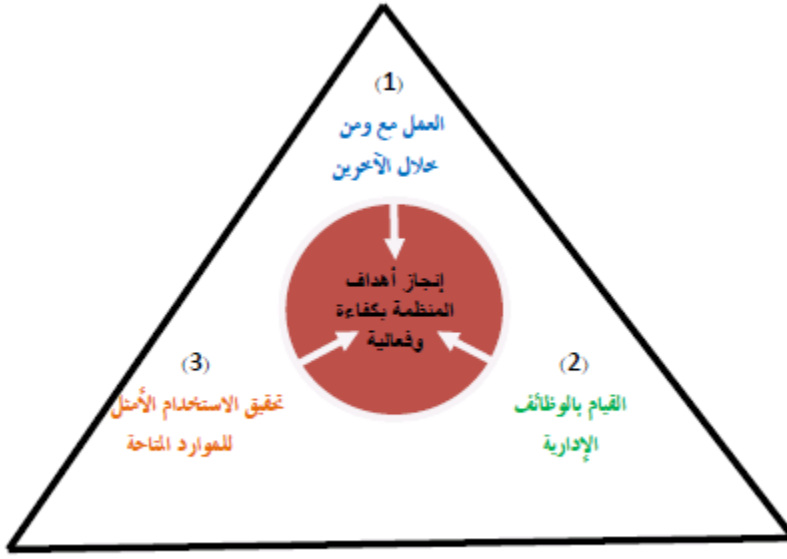 (1)
العمل مع ومن
خلال الآخرين
إنجاز أهداف
المنظمة بكفاءة
وفعالية
(2)
القيام بالوظائف
الإدارية
(3)
تحقيق الاستخدام الأمثل
للموارد المتاحة